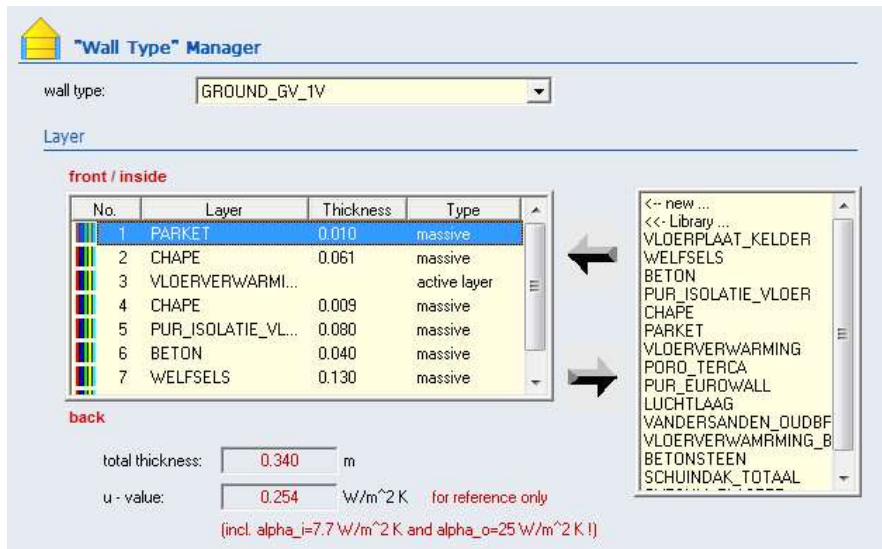 "Wall Type" Manager
wall type: GROUND_GV_1V
Layer
front / inside
No. Layer Thickness Type
1 PARKET 0.010 massive
2 CHAPE 0.061 massive
3 VLOERVERWARMI... active layer
4 CHAPE 0.009 massive
5 PUR_ISOLATIE_VL... 0.080 massive
6 BETON 0.040 massive
7 WELFSELS 0.130 massive
back
total thickness: 0.340 m
u - value: 0.254 W/m^2 K for reference only
(incl. alpha_i=7.7 W/m^2 K and alpha_o=25 W/m^2 K !)
<-- new ...
<<- Library ...
VLOERPLAAT_KELDER
WELFSELS
BETON
PUR_ISOLATIE_VLOER
CHAPE
PARKET
VLOERVERWARMING
PORO_TERCA
PUR_EUROWALL
LUCHTLAAG
VANDERSANDEN_OUDBF
VLOERVERWAMRMING_B
BETONSTEEN
SCHUINDAK_TOTAAL